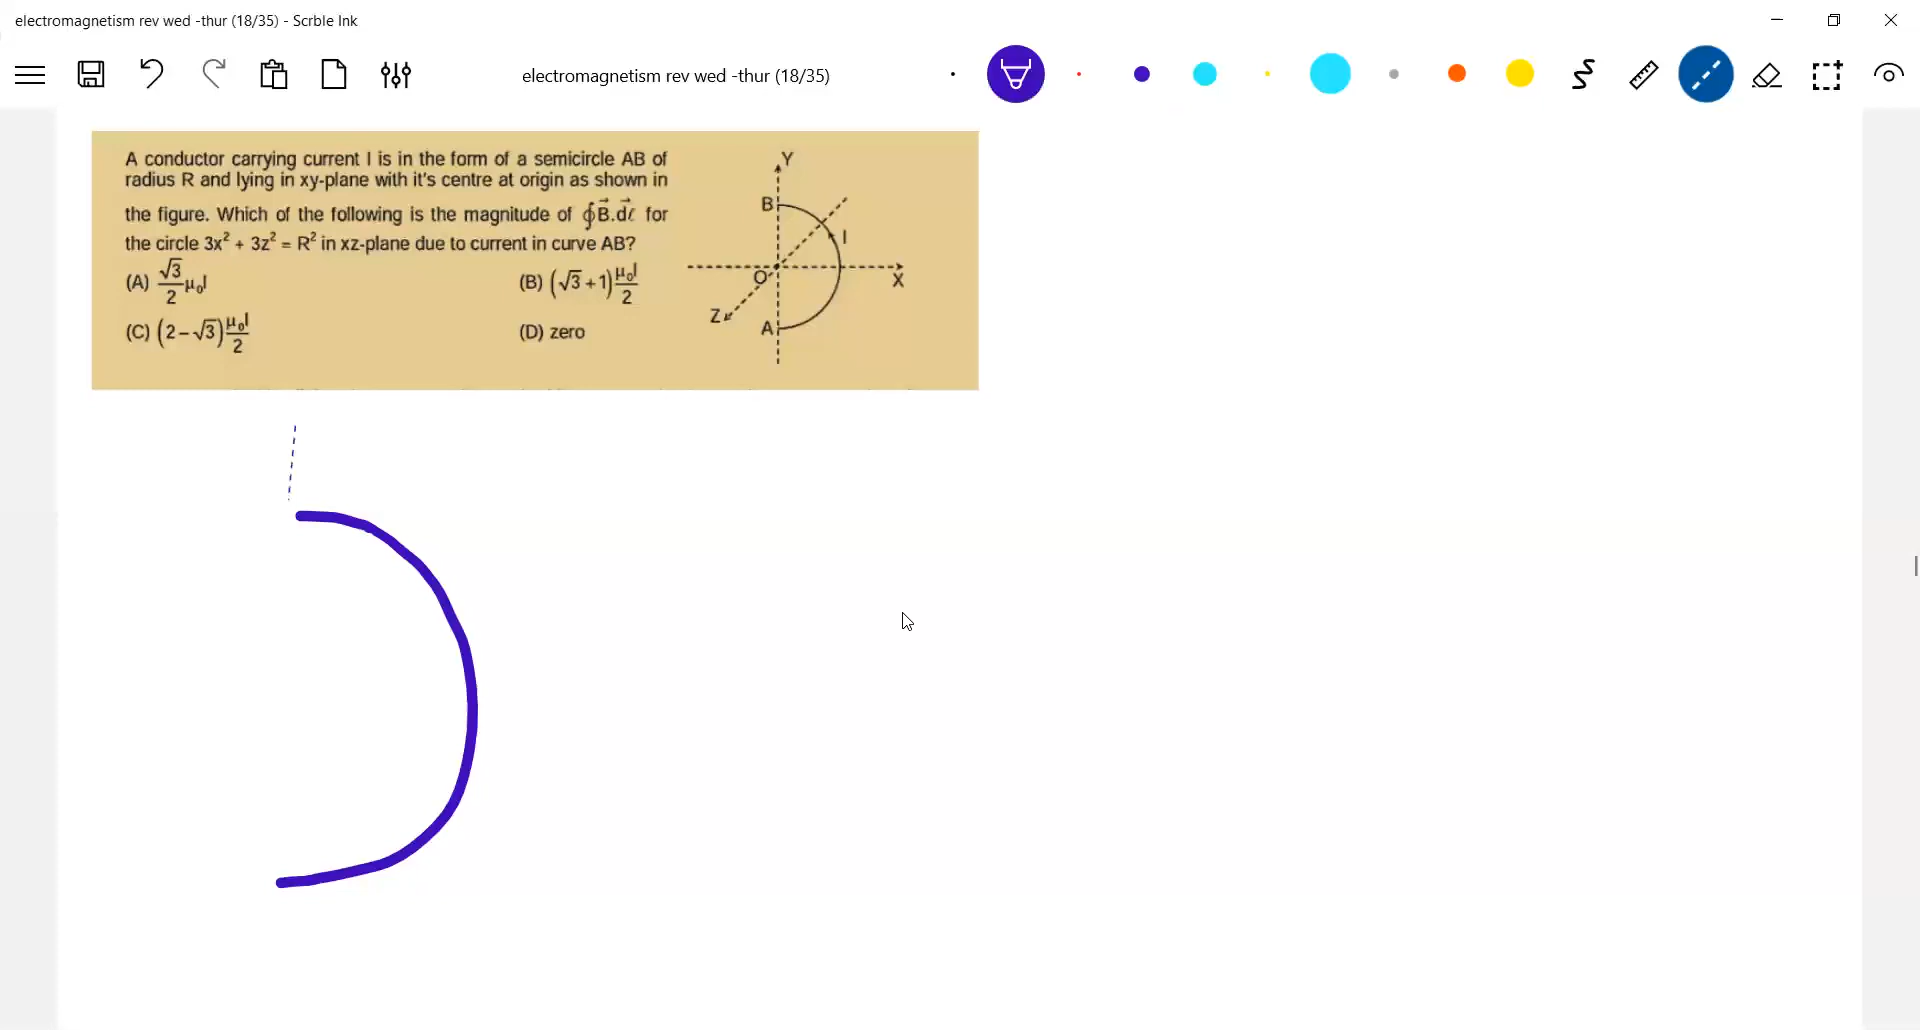 electromagnetism rev wed -thur (18/35) - Scrble Ink
electromagnetism rev wed -thur (18/35)
A conductor carrying current I is in the form of a semicircle AB of
radius R and lying in xy-plane with it's centre at origin as shown in
the figure. Which of the following is the magnitude of ∮B⃗.dℓ⃗ for
the circle 3x² + 3z² = R² in xz-plane due to current in curve AB?
(A) √3/2 μ₀I
(B) (√3 + 1) μ₀I/2
(C) (2 − √3) μ₀I/2
(D) zero
Y
B
I
O
X
Z
A